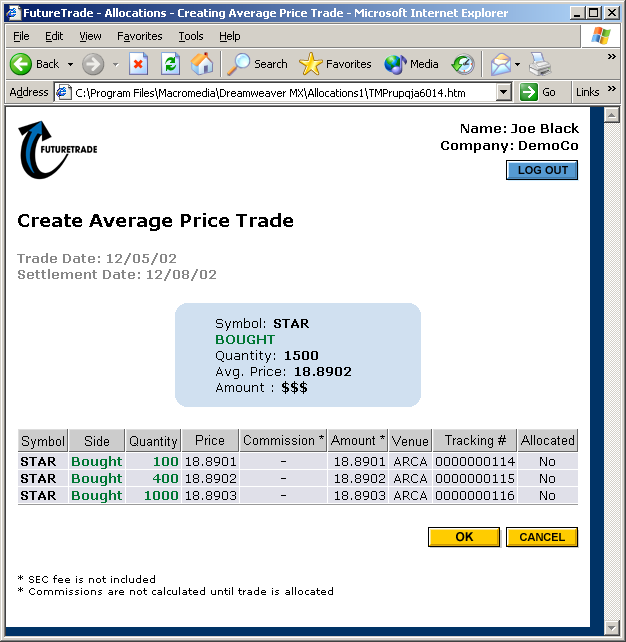 FutureTrade - Allocations - Creating Average Price Trade - Microsoft Internet Explorer
File Edit View Favorites Tools Help
Back Search Favorites Media »
Address C:\Program Files\Macromedia\Dreamweaver MX\Allocations1\TMPrupqja6014.htm Go Links »
FUTURETRADE
Name: Joe Black
Company: DemoCo
LOG OUT
Create Average Price Trade
Trade Date: 12/05/02
Settlement Date: 12/08/02
Symbol: STAR
BOUGHT
Quantity: 1500
Avg. Price: 18.8902
Amount : $$$
Symbol Side Quantity Price Commission * Amount * Venue Tracking # Allocated
STAR Bought 100 18.8901 - 18.8901 ARCA 0000000114 No
STAR Bought 400 18.8902 - 18.8902 ARCA 0000000115 No
STAR Bought 1000 18.8903 - 18.8903 ARCA 0000000116 No
OK CANCEL
* SEC fee is not included
* Commissions are not calculated until trade is allocated